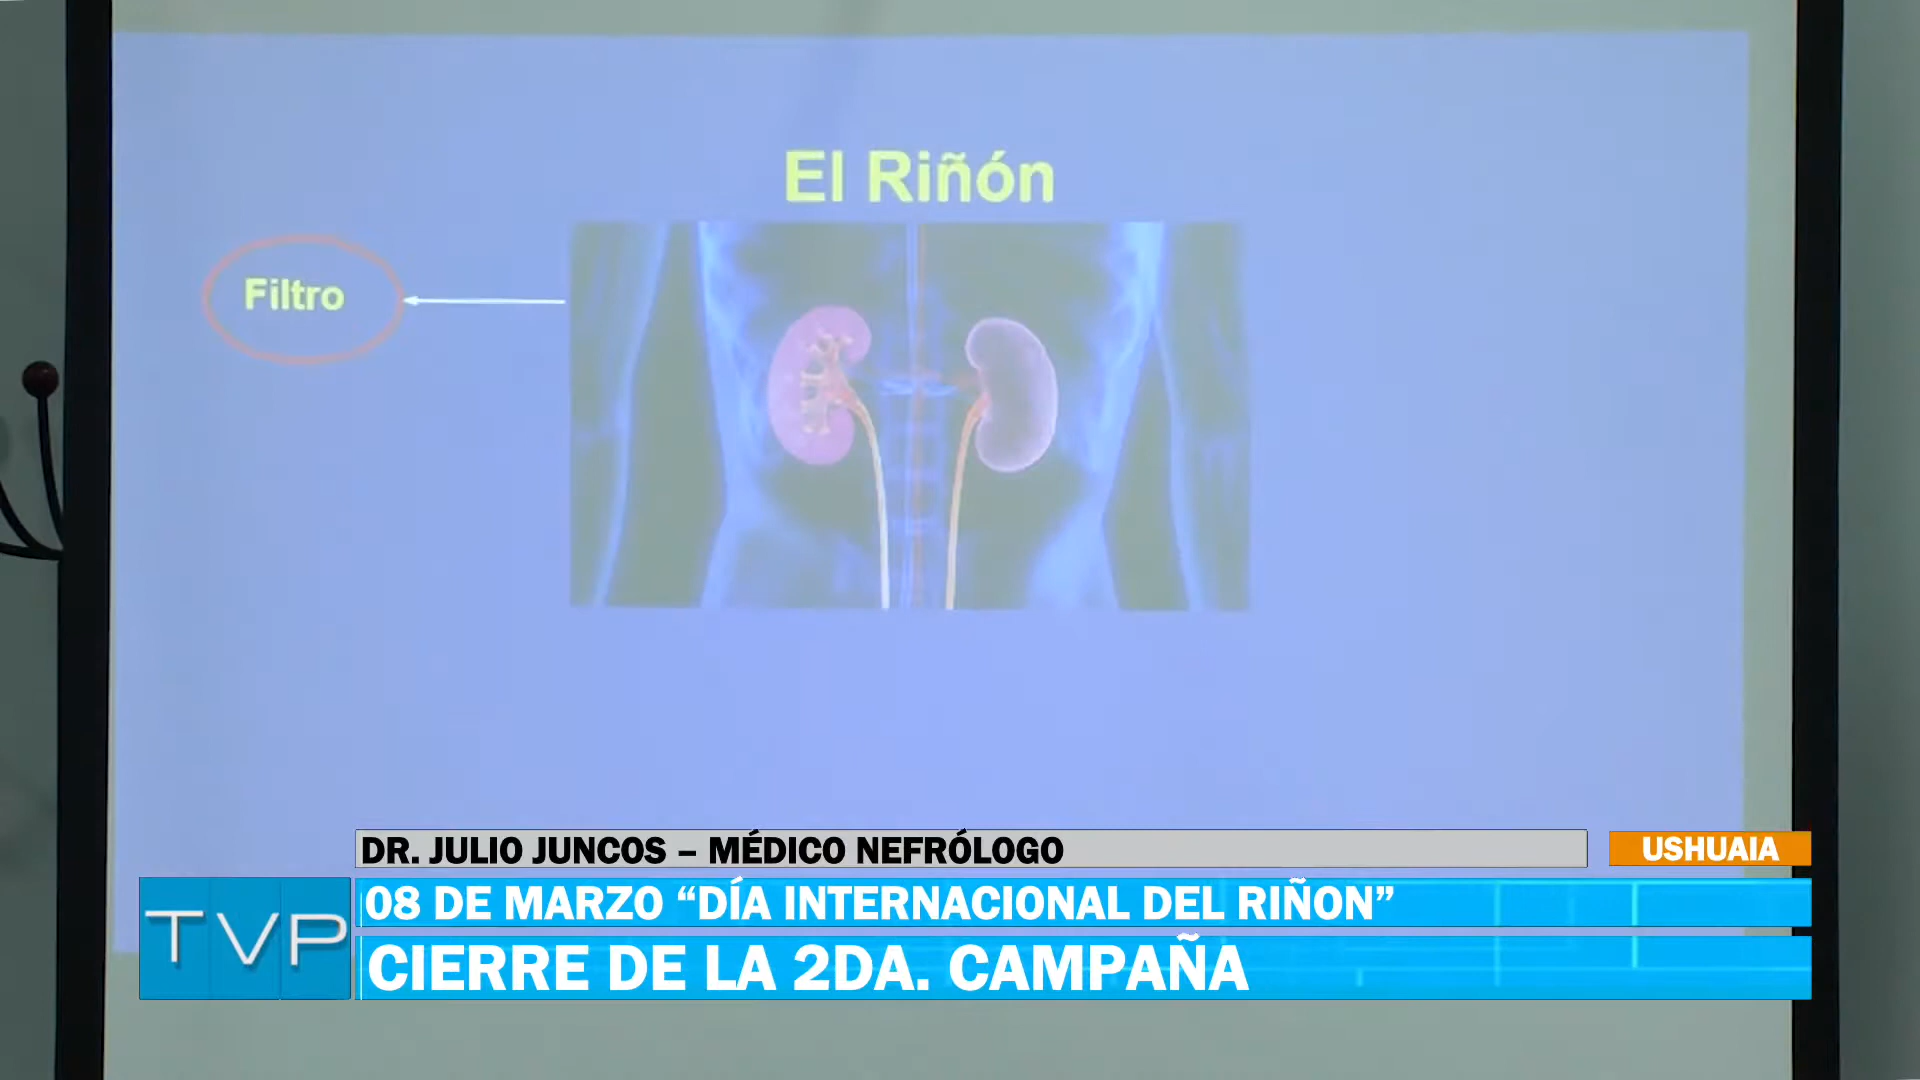 El Riñón
Filtro
DR. JULIO JUNCOS – MÉDICO NEFRÓLOGO
USHUAIA
08 DE MARZO “DÍA INTERNACIONAL DEL RIÑON”
TVP
CIERRE DE LA 2DA. CAMPAÑA